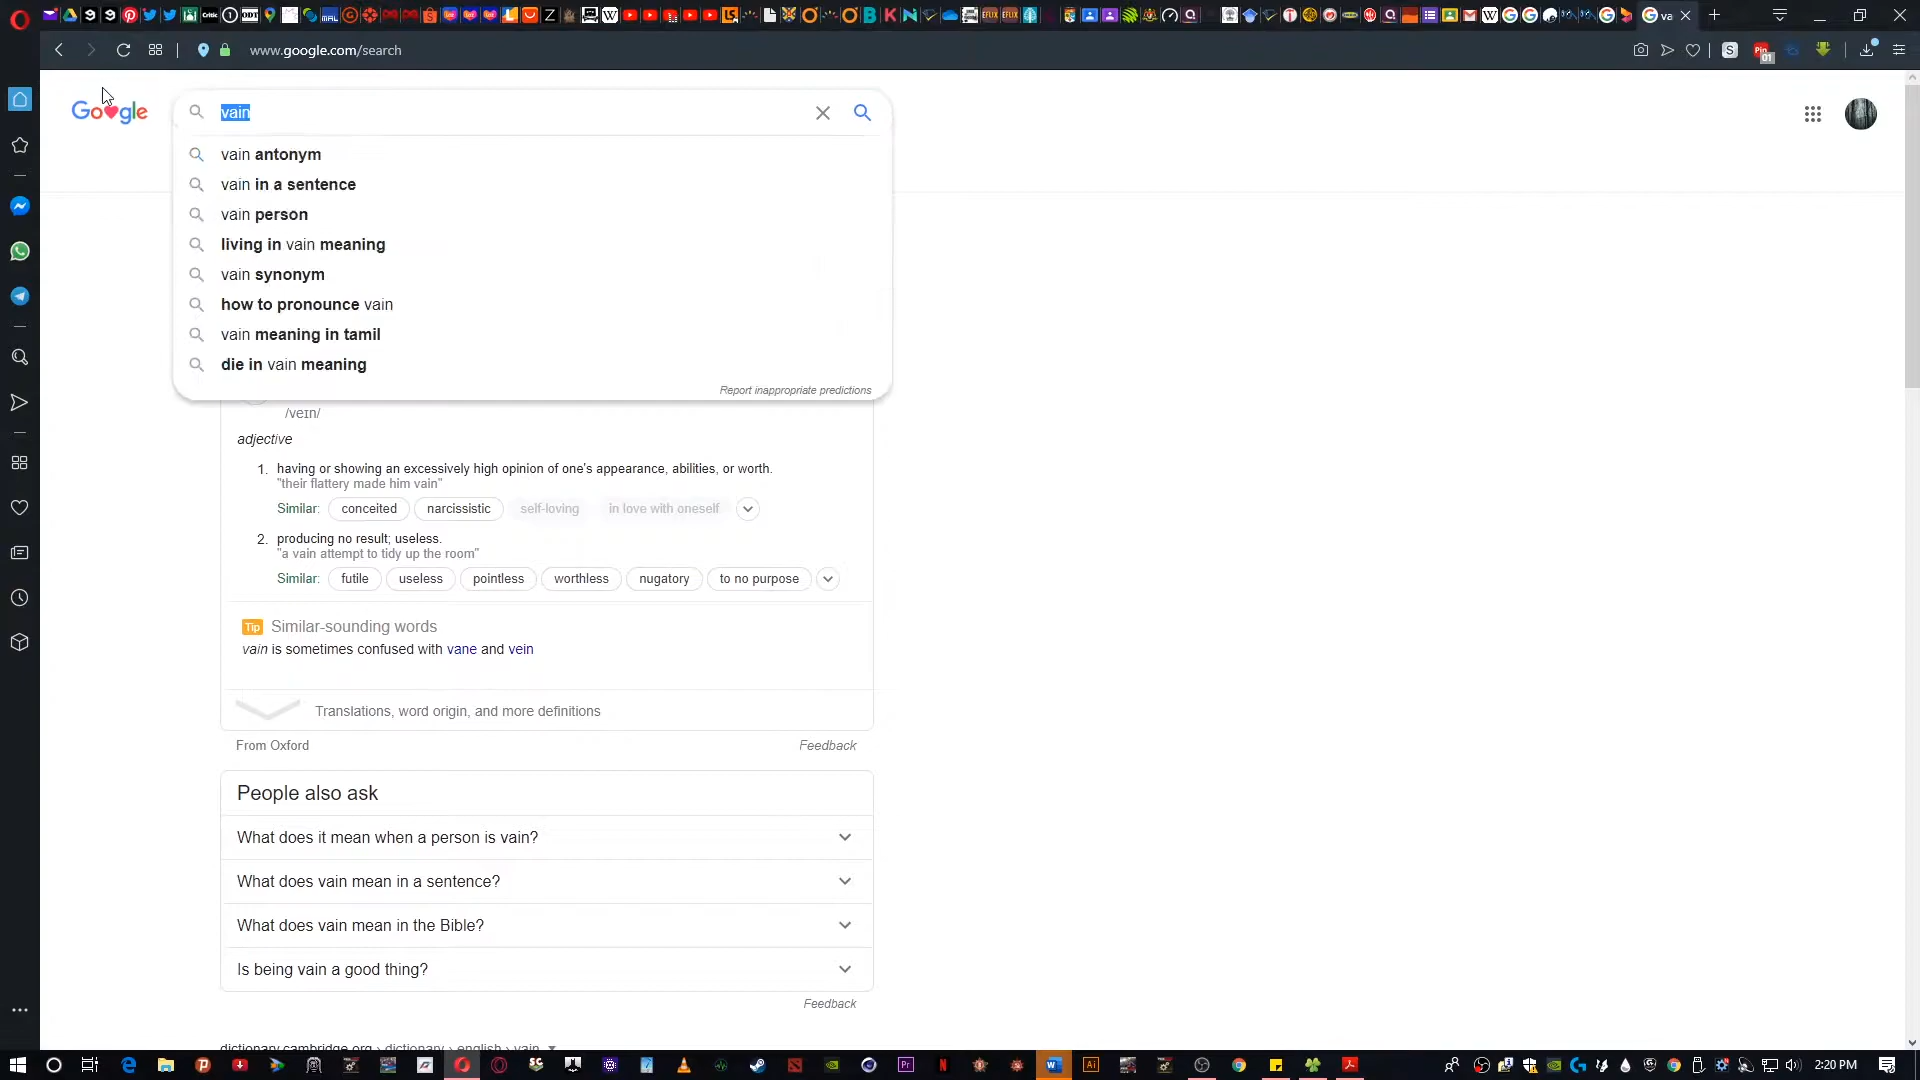 www.google.com/search
Google
vain
vain antonym
vain in a sentence
vain person
living in vain meaning
vain synonym
how to pronounce vain
vain meaning in tamil
die in vain meaning
Report inappropriate predictions
/veɪn/
adjective
1. having or showing an excessively high opinion of one's appearance, abilities, or worth.
"their flattery made him vain"
Similar: conceited narcissistic self-loving in love with oneself
2. producing no result; useless.
"a vain attempt to tidy up the room"
Similar: futile useless pointless worthless nugatory to no purpose
Tip Similar-sounding words
vain is sometimes confused with vane and vein
Translations, word origin, and more definitions
From Oxford Feedback
People also ask
What does it mean when a person is vain?
What does vain mean in a sentence?
What does vain mean in the Bible?
Is being vain a good thing?
Feedback
dictionary.cambridge.org › dictionary › english › vain
2:20 PM